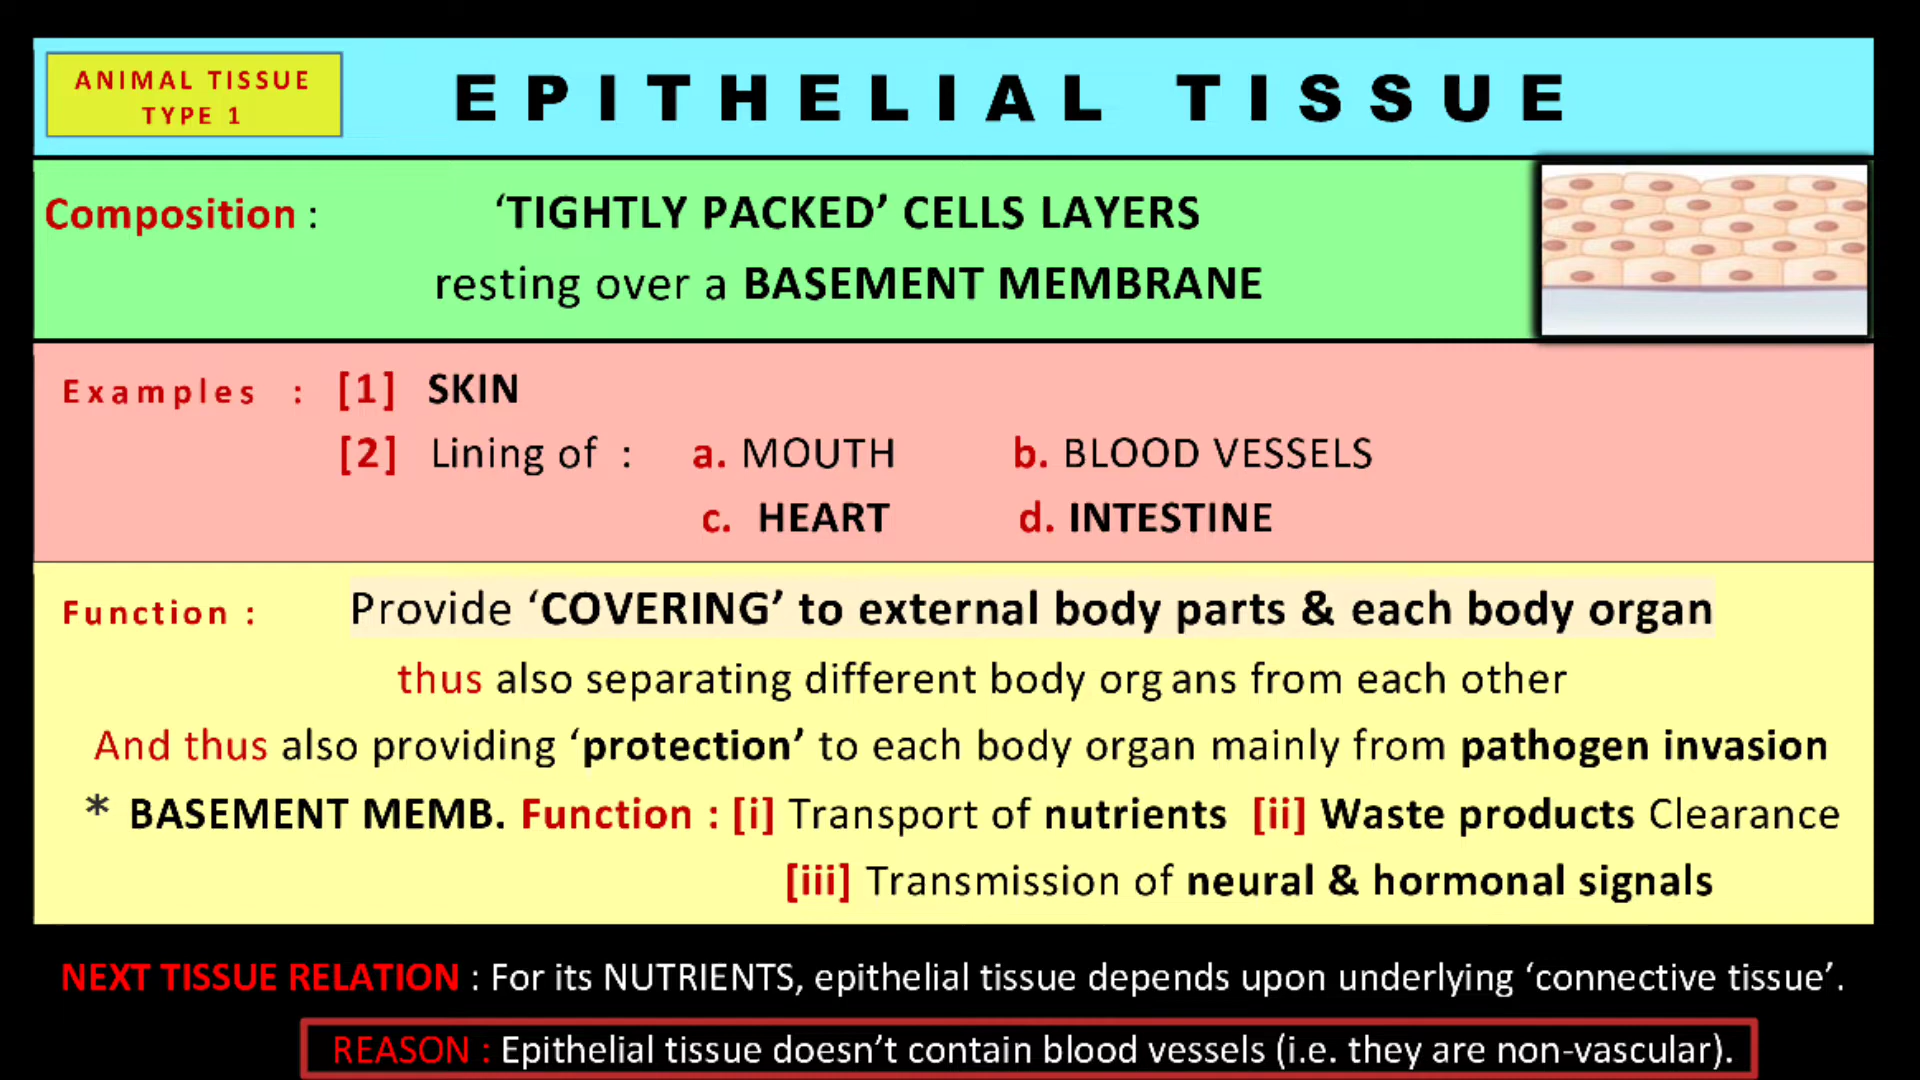 ANIMAL TISSUE
TYPE 1
EPITHELIAL TISSUE
Composition : ‘TIGHTLY PACKED’ CELLS LAYERS
resting over a BASEMENT MEMBRANE
Examples : [1] SKIN
[2] Lining of : a. MOUTH b. BLOOD VESSELS
c. HEART d. INTESTINE
Function : Provide ‘COVERING’ to external body parts & each body organ
thus also separating different body organs from each other
And thus also providing ‘protection’ to each body organ mainly from pathogen invasion
* BASEMENT MEMB. Function : [i] Transport of nutrients [ii] Waste products Clearance
[iii] Transmission of neural & hormonal signals
NEXT TISSUE RELATION : For its NUTRIENTS, epithelial tissue depends upon underlying ‘connective tissue’.
REASON : Epithelial tissue doesn’t contain blood vessels (i.e. they are non-vascular).